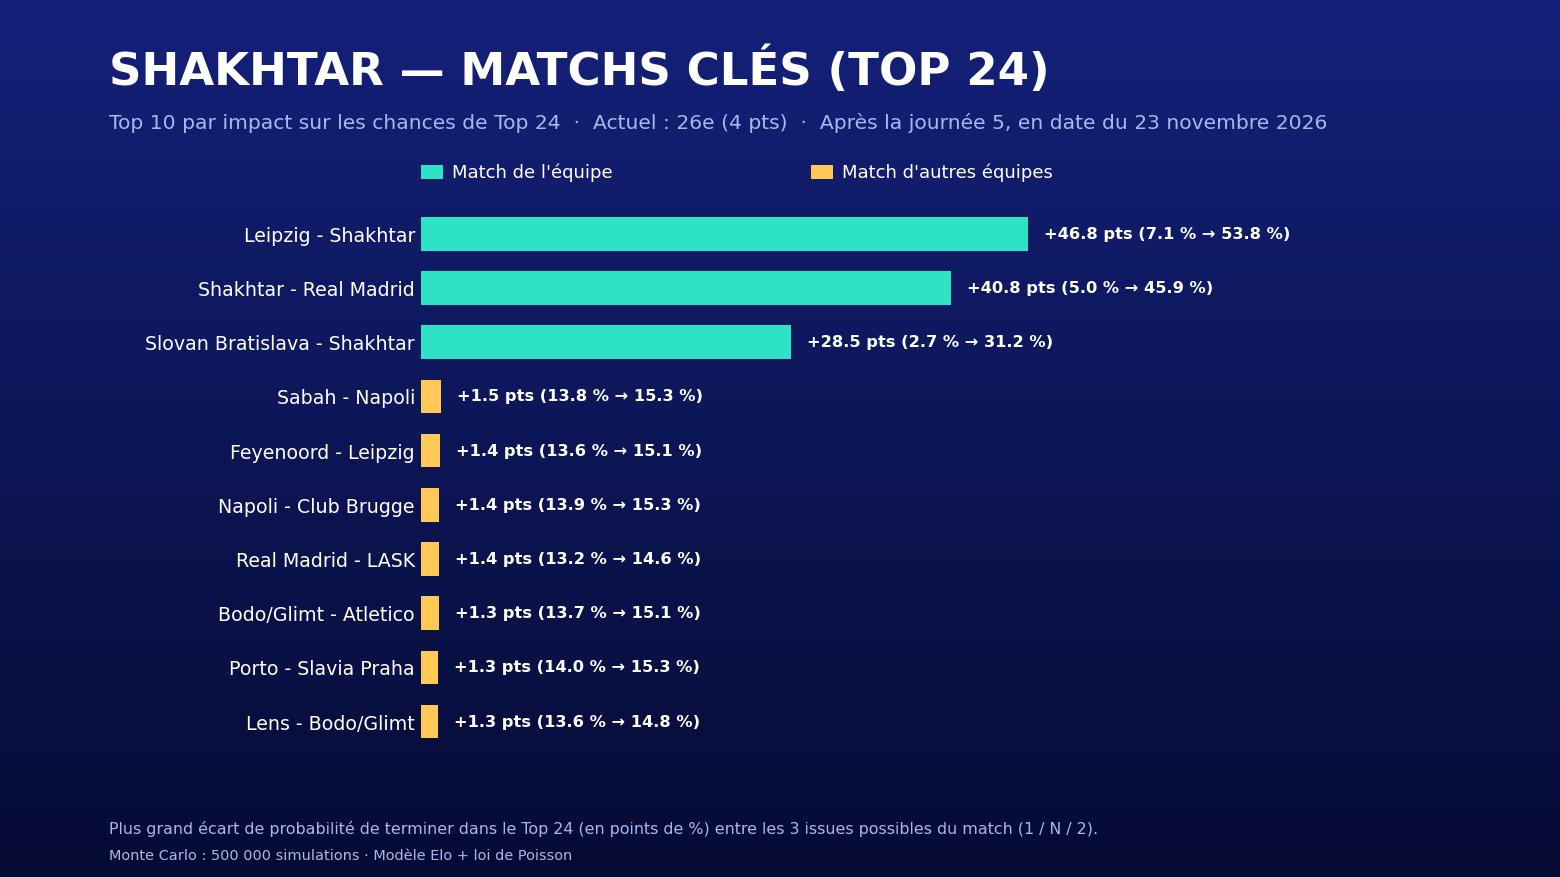 SHAKHTAR — MATCHS CLÉS (TOP 24)
Top 10 par impact sur les chances de Top 24 · Actuel : 26e (4 pts) · Après la journée 5, en date du 23 novembre 2026
Match de l'équipe Match d'autres équipes
Leipzig - Shakhtar +46.8 pts (7.1 % → 53.8 %)
Shakhtar - Real Madrid +40.8 pts (5.0 % → 45.9 %)
Slovan Bratislava - Shakhtar +28.5 pts (2.7 % → 31.2 %)
Sabah - Napoli +1.5 pts (13.8 % → 15.3 %)
Feyenoord - Leipzig +1.4 pts (13.6 % → 15.1 %)
Napoli - Club Brugge +1.4 pts (13.9 % → 15.3 %)
Real Madrid - LASK +1.4 pts (13.2 % → 14.6 %)
Bodo/Glimt - Atletico +1.3 pts (13.7 % → 15.1 %)
Porto - Slavia Praha +1.3 pts (14.0 % → 15.3 %)
Lens - Bodo/Glimt +1.3 pts (13.6 % → 14.8 %)
Plus grand écart de probabilité de terminer dans le Top 24 (en points de %) entre les 3 issues possibles du match (1 / N / 2).
Monte Carlo : 500 000 simulations · Modèle Elo + loi de Poisson